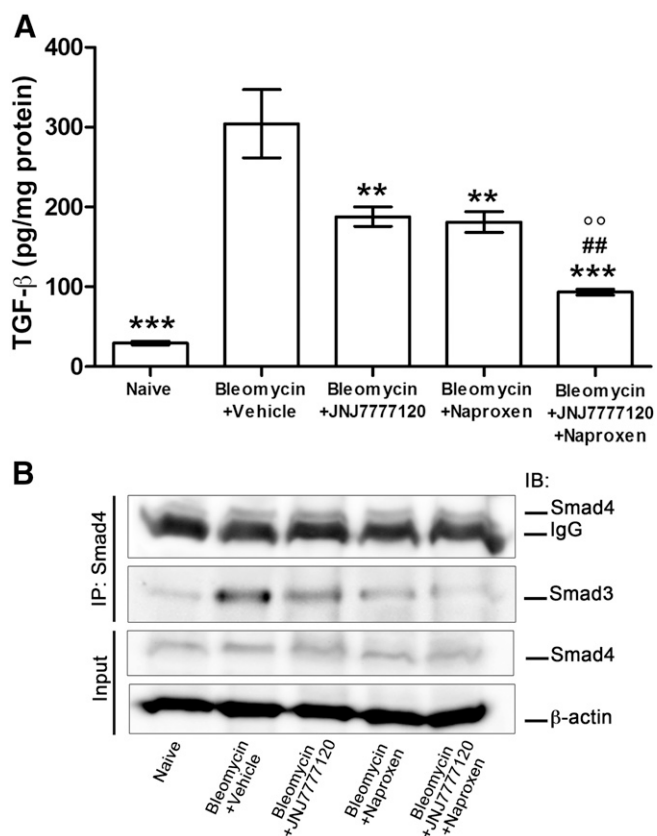 A
TGF-β (pg/mg protein)
400
300
200
100
0
***
**
**
°°
##
***
Naive
Bleomycin
+Vehicle
Bleomycin
+JNJ7777120
Bleomycin
+Naproxen
Bleomycin
+JNJ7777120
+Naproxen
B
IB:
IP: Smad4
Smad4
IgG
Smad3
Input
Smad4
β-actin
Naive
Bleomycin
+Vehicle
Bleomycin
+JNJ7777120
Bleomycin
+Naproxen
Bleomycin
+JNJ7777120
+Naproxen